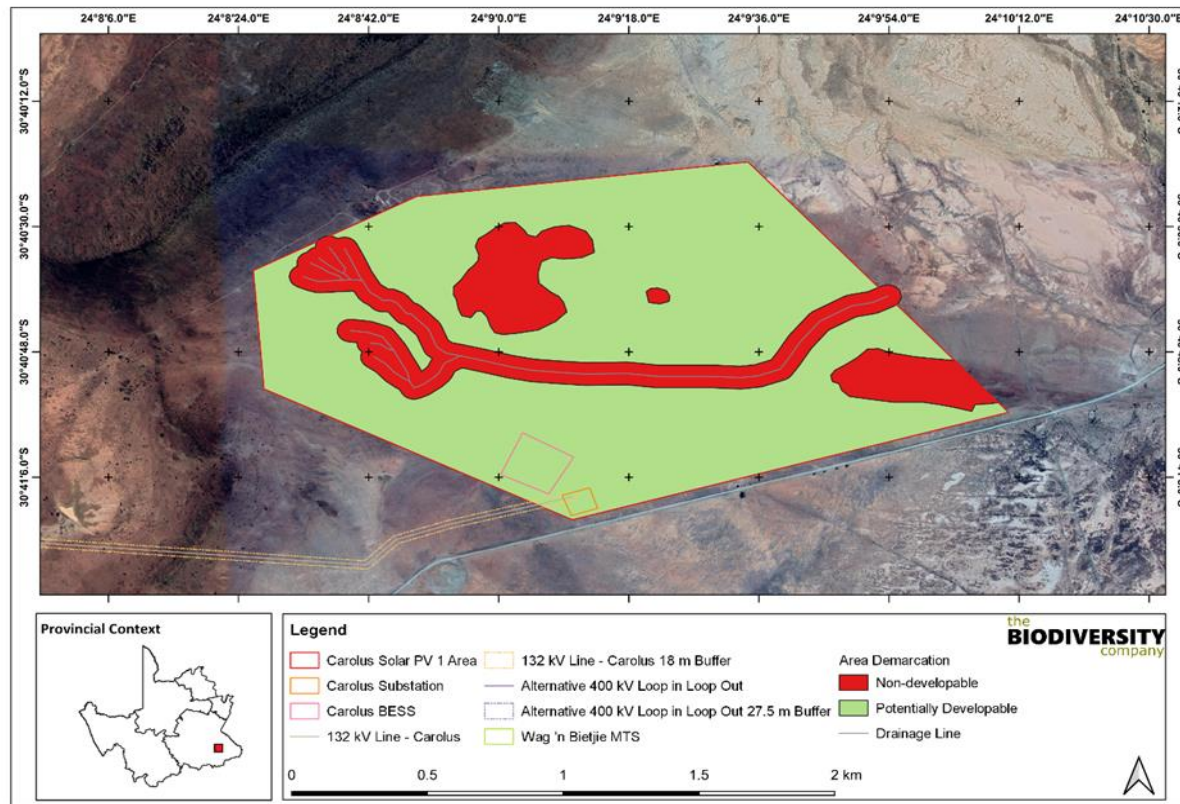 24°8'6.0"E 24°8'24.0"E 24°8'42.0"E 24°9'0.0"E 24°9'18.0"E 24°9'36.0"E 24°9'54.0"E 24°10'12.0"E 24°10'30.0"E
30°40'12.0"S
30°40'30.0"S
30°40'48.0"S
30°41'6.0"S
Provincial Context
Legend
Carolus Solar PV 1 Area
Carolus Substation
Carolus BESS
132 kV Line - Carolus
132 kV Line - Carolus 18 m Buffer
Alternative 400 kV Loop in Loop Out
Alternative 400 kV Loop in Loop Out 27.5 m Buffer
Wag 'n Bietjie MTS
the
BIODIVERSITY
company
Area Demarcation
Non-developable
Potentially Developable
Drainage Line
0 0.5 1 1.5 2 km